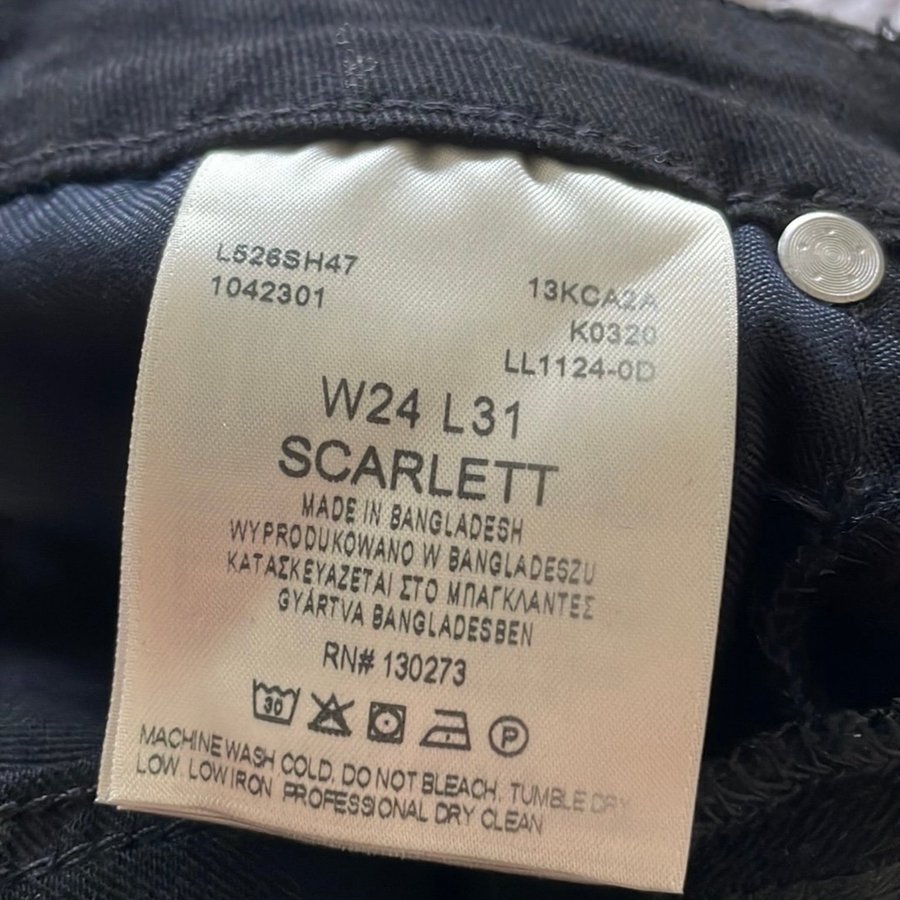 L526SH47
1042301
13KCA2A
K0320
LL1124-0D
W24 L31
SCARLETT
MADE IN BANGLADESH
WYPRODUKOWANO W BANGLADESZU
ΚΑΤΑΣΚΕΥΑΖΕΤΑΙ ΣΤΟ ΜΠΑΓΚΛΑΝΤΕΣ
GYÁRTVA BANGLADESBEN
RN# 130273
30 P
MACHINE WASH COLD, DO NOT BLEACH, TUMBLE DRY
LOW, LOW IRON PROFESSIONAL DRY CLEAN